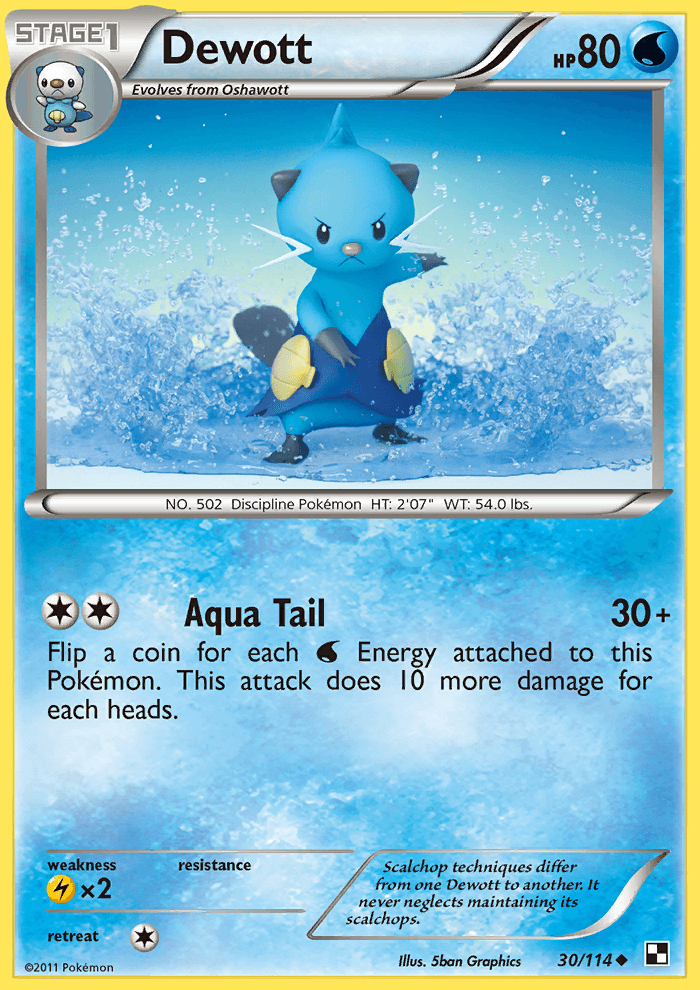 STAGE1
Dewott
HP80
Evolves from Oshawott
NO. 502 Discipline Pokémon HT: 2'07" WT: 54.0 lbs.
Aqua Tail 30+
Flip a coin for each Energy attached to this
Pokémon. This attack does 10 more damage for
each heads.
weakness resistance
×2
retreat
Scalchop techniques differ
from one Dewott to another. It
never neglects maintaining its
scalchops.
©2011 Pokémon
Illus. 5ban Graphics
30/114